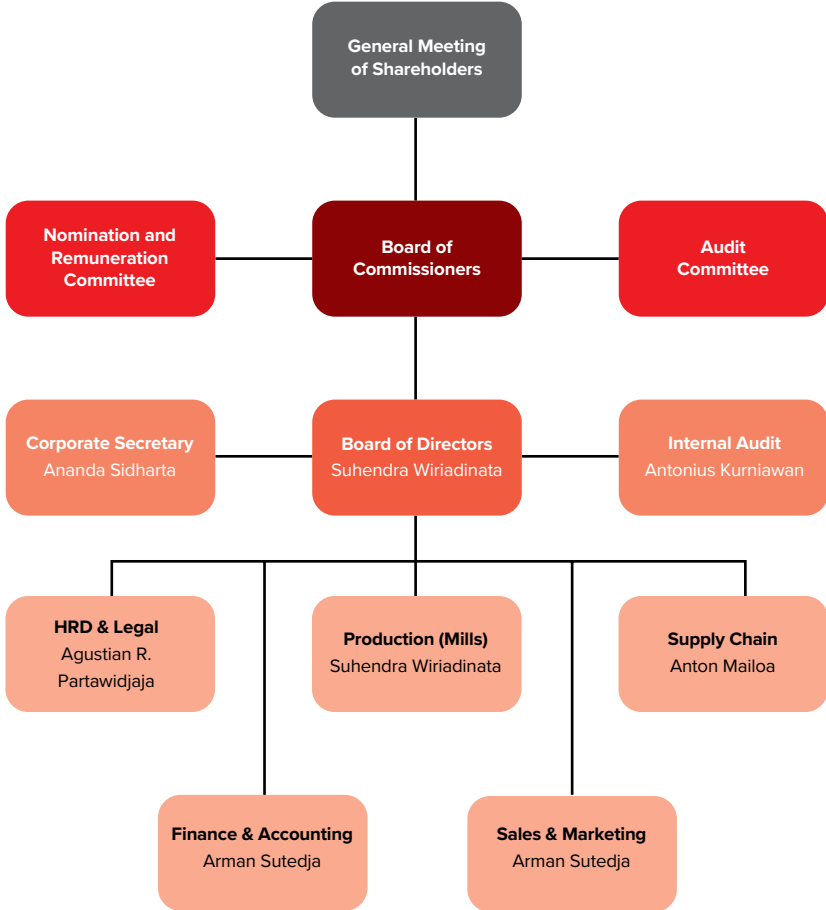 General Meeting
of Shareholders
Nomination and
Remuneration
Committee
Board of
Commissioners
Audit
Committee
Corporate Secretary
Ananda Sidharta
Board of Directors
Suhendra Wiriadinata
Internal Audit
Antonius Kurniawan
HRD & Legal
Agustian R.
Partawidjaja
Production (Mills)
Suhendra Wiriadinata
Supply Chain
Anton Mailoa
Finance & Accounting
Arman Sutedja
Sales & Marketing
Arman Sutedja